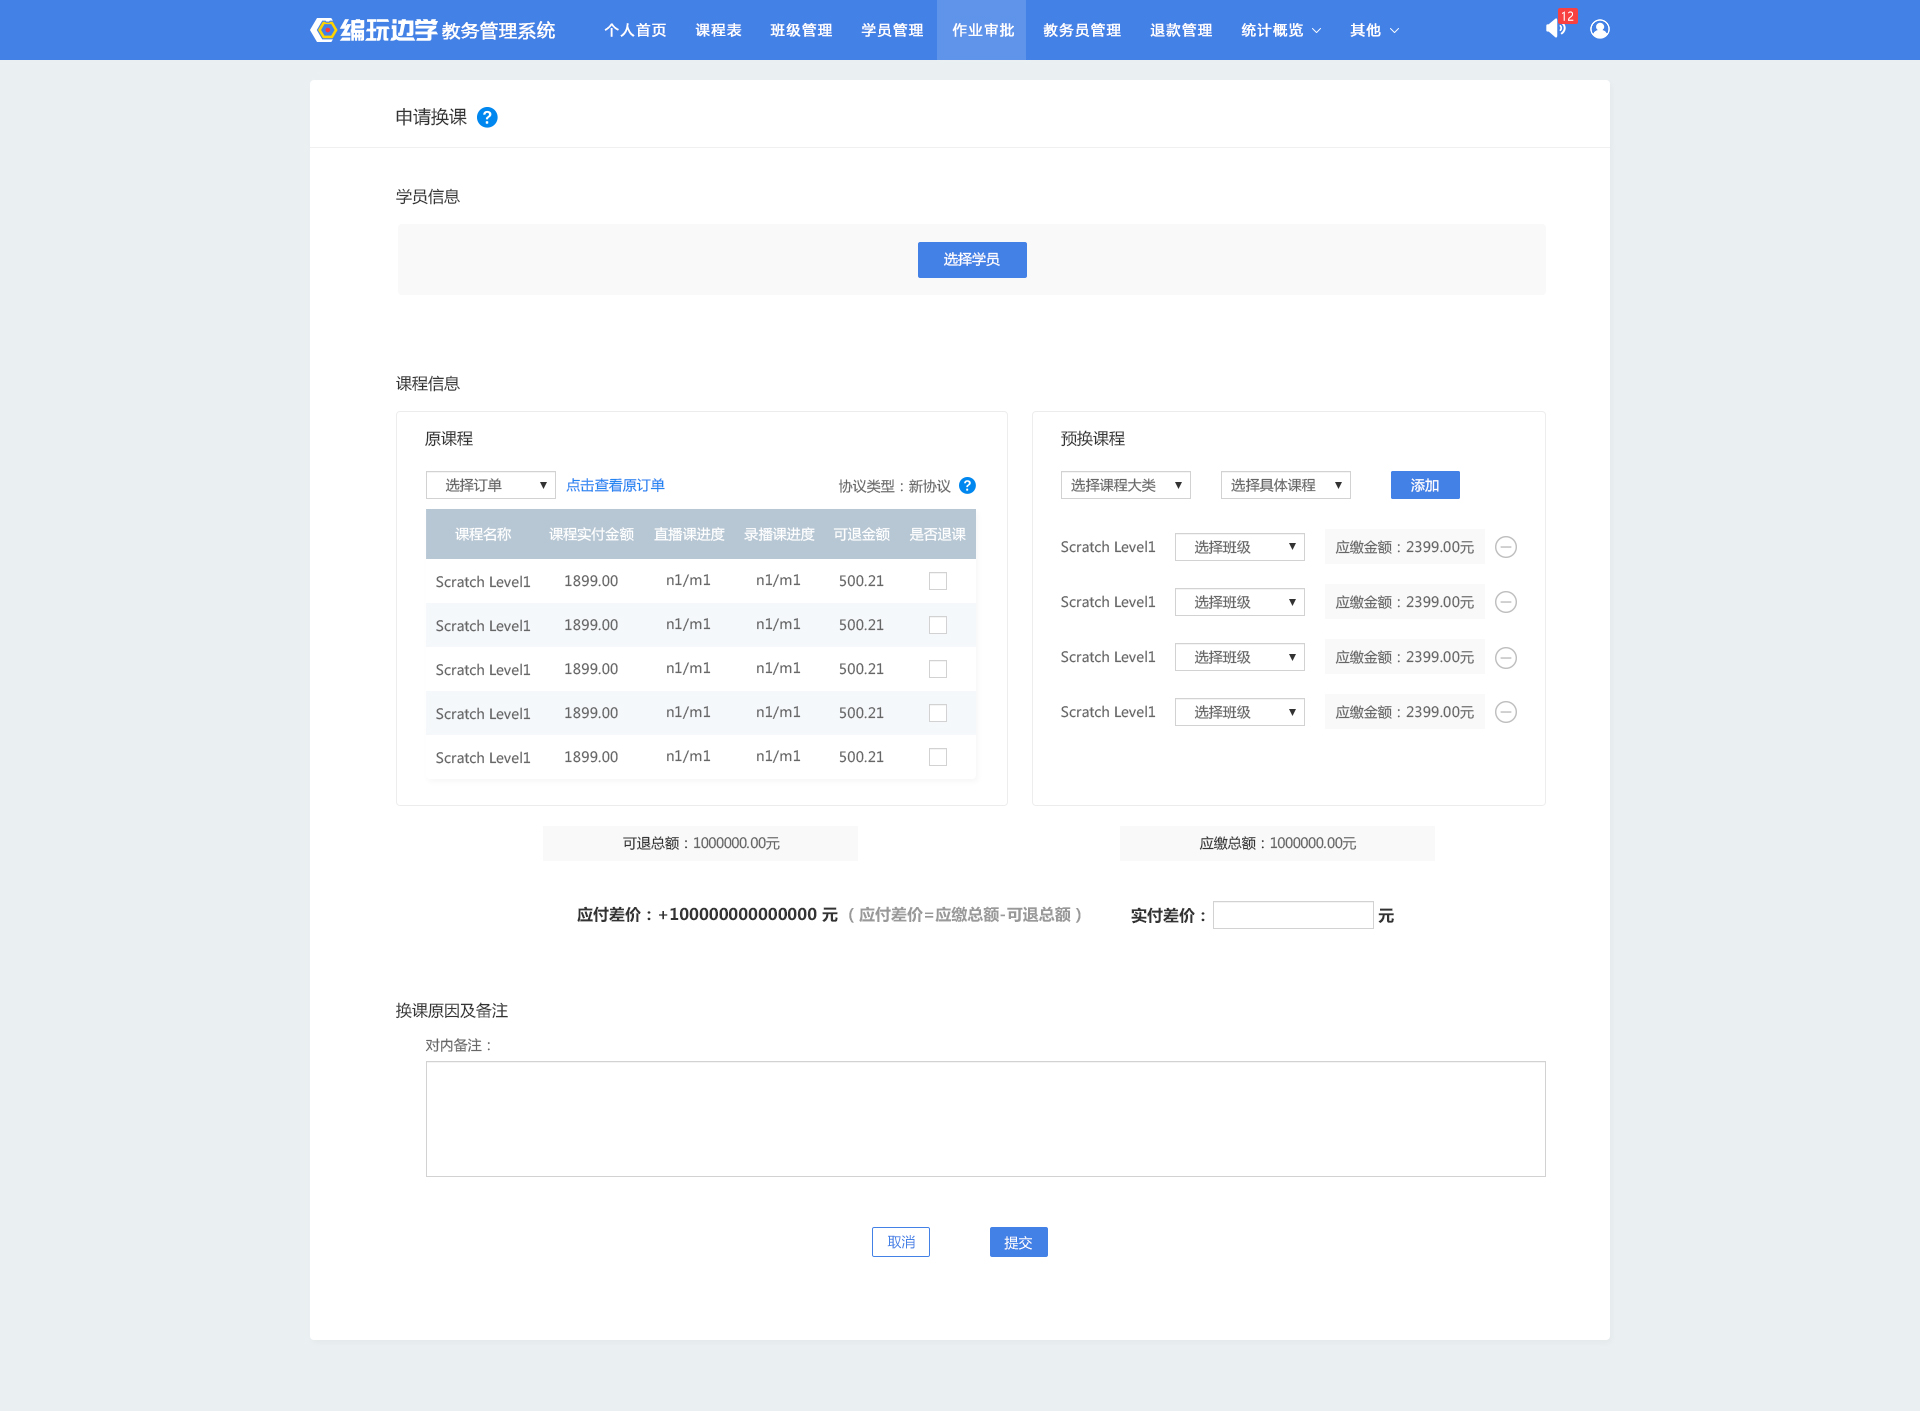 编玩边学 教务管理系统 个人首页 课程表 班级管理 学员管理 作业审批 教务员管理 退款管理 统计概览 其他 12
申请换课 ?
学员信息
选择学员
课程信息
原课程
选择订单 ▼ 点击查看原订单 协议类型：新协议 ?
课程名称 课程实付金额 直播课进度 录播课进度 可退金额 是否退课
Scratch Level1 1899.00 n1/m1 n1/m1 500.21
Scratch Level1 1899.00 n1/m1 n1/m1 500.21
Scratch Level1 1899.00 n1/m1 n1/m1 500.21
Scratch Level1 1899.00 n1/m1 n1/m1 500.21
Scratch Level1 1899.00 n1/m1 n1/m1 500.21
预换课程
选择课程大类 ▼ 选择具体课程 ▼ 添加
Scratch Level1 选择班级 ▼ 应缴金额：2399.00元
Scratch Level1 选择班级 ▼ 应缴金额：2399.00元
Scratch Level1 选择班级 ▼ 应缴金额：2399.00元
Scratch Level1 选择班级 ▼ 应缴金额：2399.00元
可退总额：1000000.00元 应缴总额：1000000.00元
应付差价：+100000000000000 元（ 应付差价=应缴总额-可退总额 ） 实付差价： 元
换课原因及备注
对内备注：
取消 提交